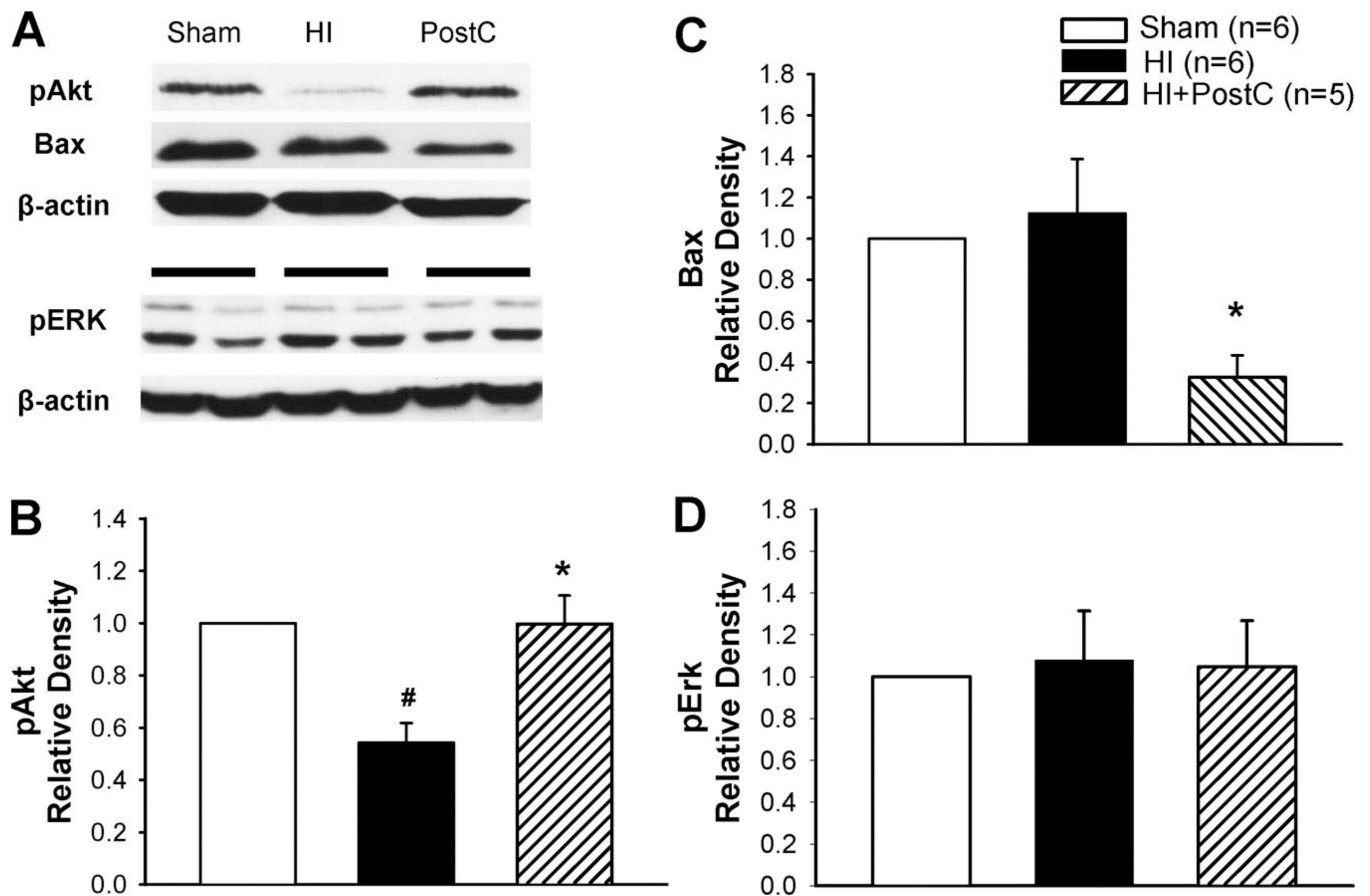 A
Sham HI PostC
pAkt
Bax
β-actin
pERK
β-actin
B
pAkt
Relative Density
1.4
1.2
1.0
0.8
0.6
0.4
0.2
0.0
#
*
C
Sham (n=6)
HI (n=6)
HI+PostC (n=5)
Bax
Relative Density
1.8
1.6
1.4
1.2
1.0
0.8
0.6
0.4
0.2
0.0
*
D
pErk
Relative Density
1.8
1.6
1.4
1.2
1.0
0.8
0.6
0.4
0.2
0.0